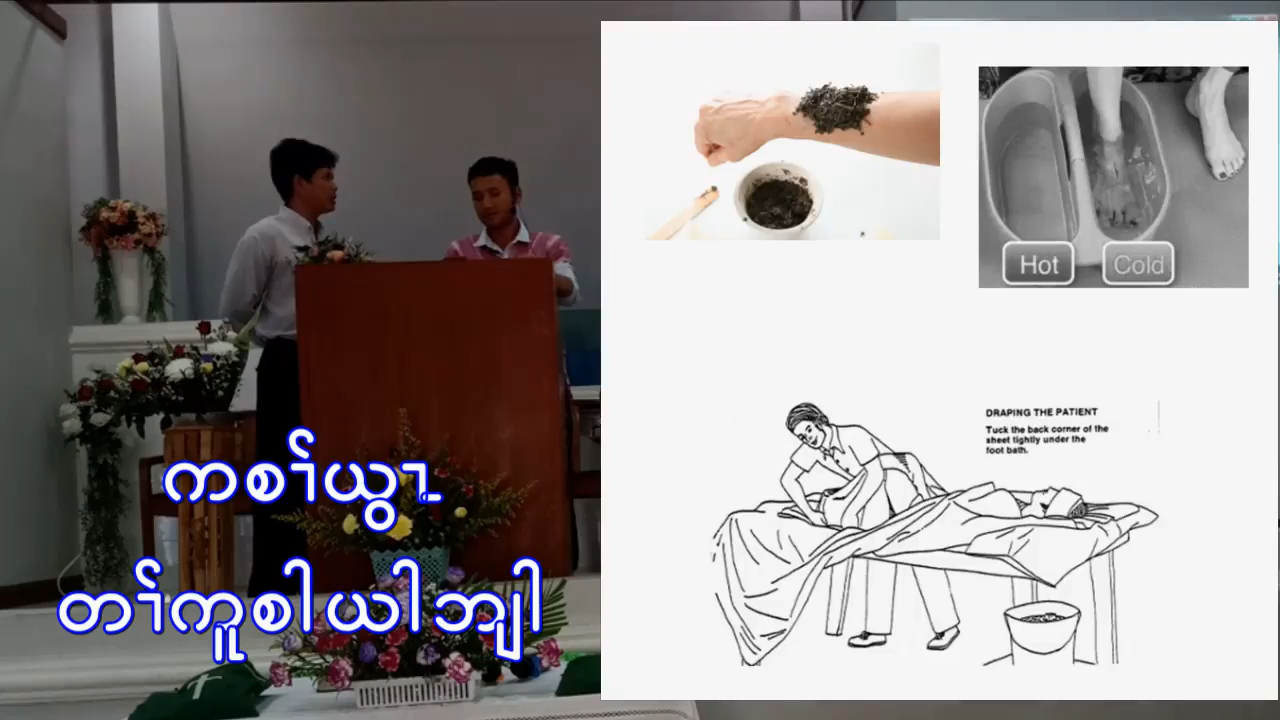 ကစၢ်ယွၤ
တၢ်ကူစါယါဘျါ
Hot
Cold
DRAPING THE PATIENT
Tuck the back corner of the
sheet tightly under the
foot bath.